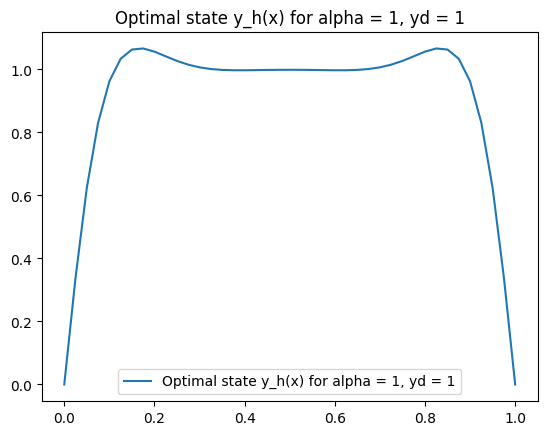 Optimal state y_h(x) for alpha = 1, yd = 1
1.0
0.8
0.6
0.4
0.2
0.0
Optimal state y_h(x) for alpha = 1, yd = 1
0.0 0.2 0.4 0.6 0.8 1.0